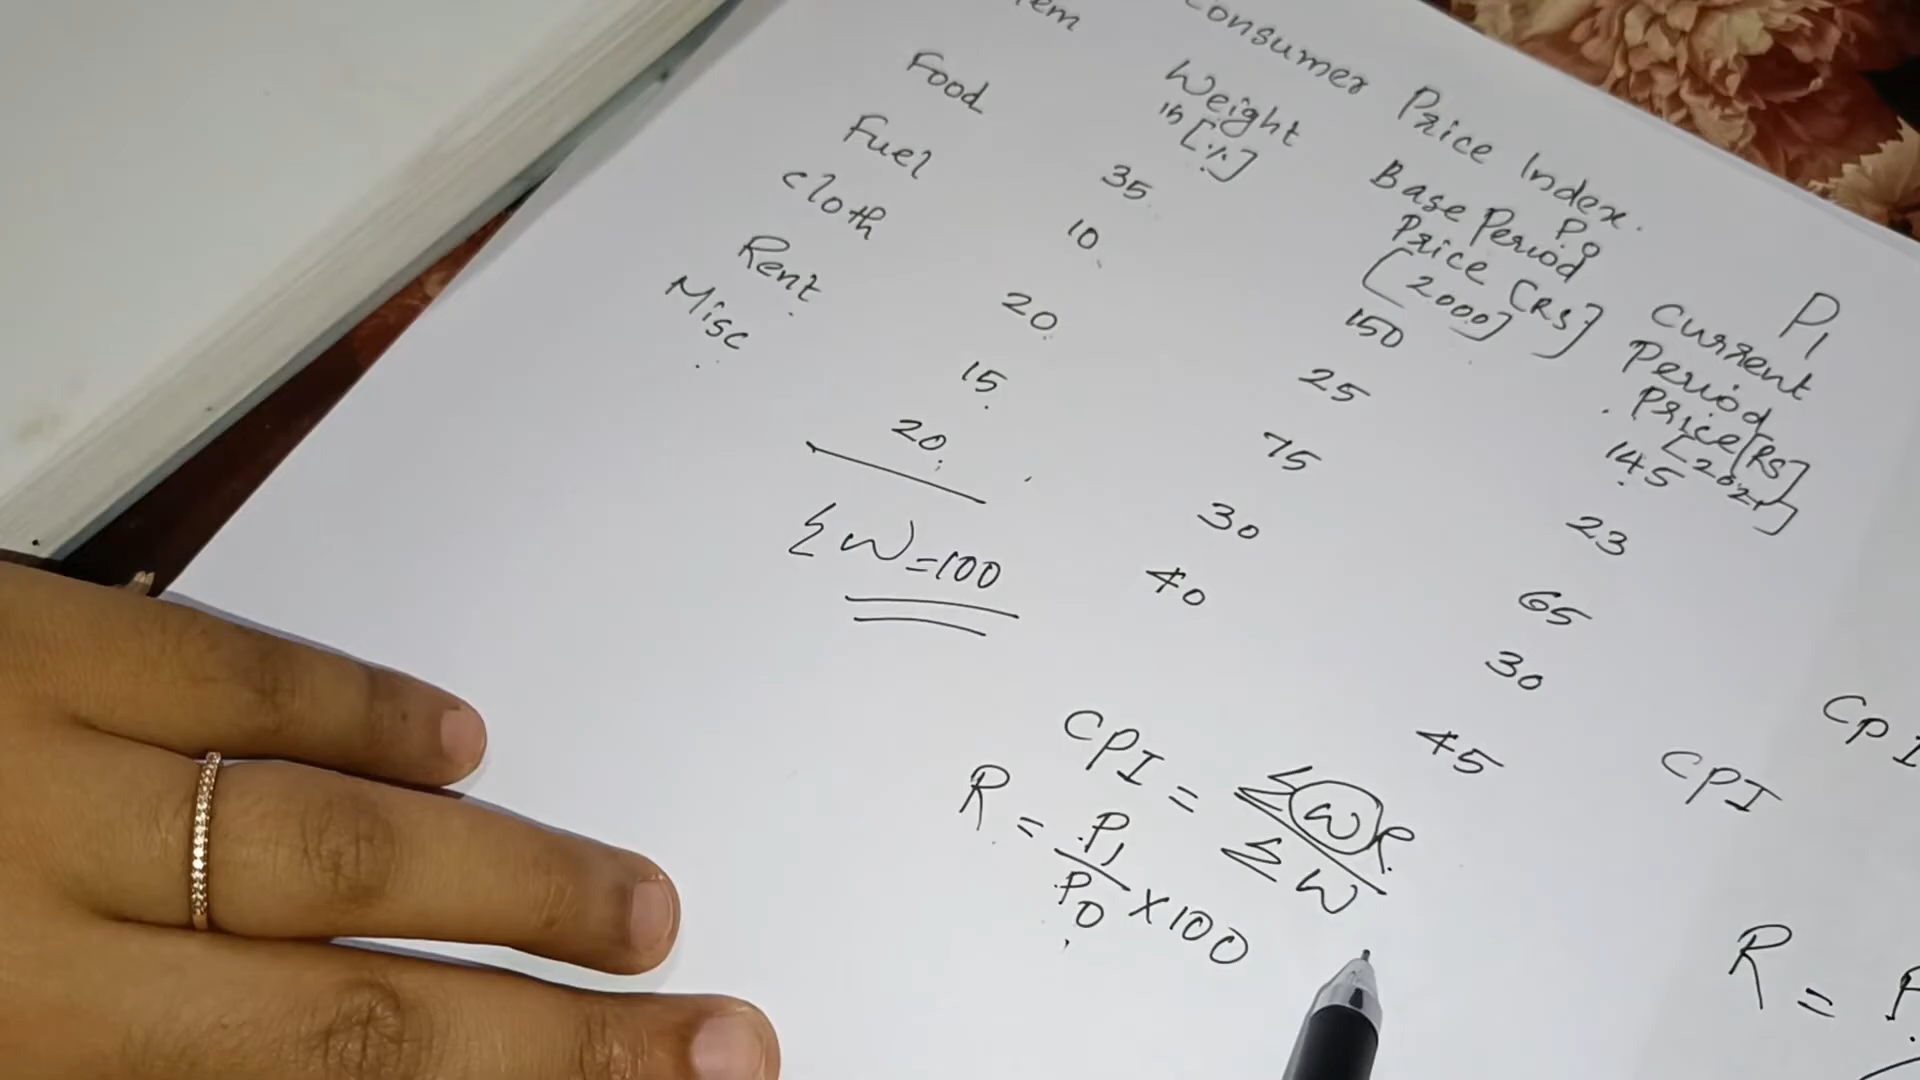 Consumer Price Index.
Weight in [%]
Base Period P0
Price [RS]
[2000]
P1
Current
Period
Price [RS]
Food 35 150 145
Fuel 10 25 23
cloth 20 75 65
Rent 15 30 30
Misc 20 40 45
Σ W = 100
CPI = ΣWR / ΣW
R = P1 / P0 × 100
CPI
CPI
R =